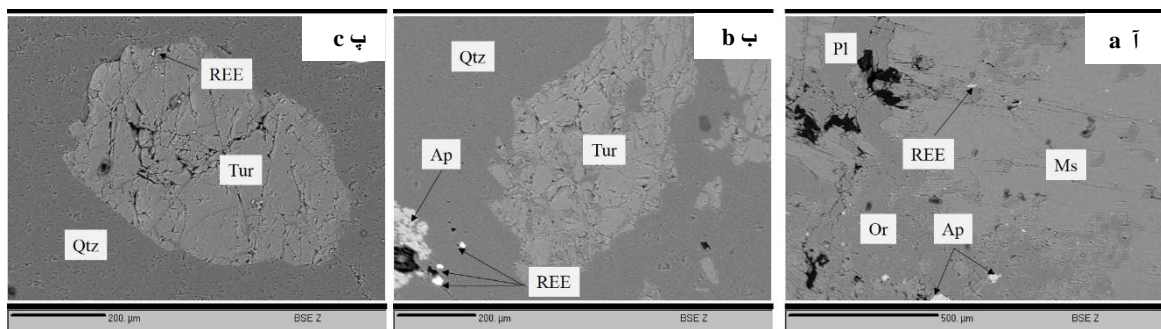 پ c
REE
Tur
Qtz
200. µm BSE Z
ب b
Qtz
Ap
Tur
REE
200. µm BSE Z
آ a
Pl
REE
Ms
Or
Ap
500. µm BSE Z